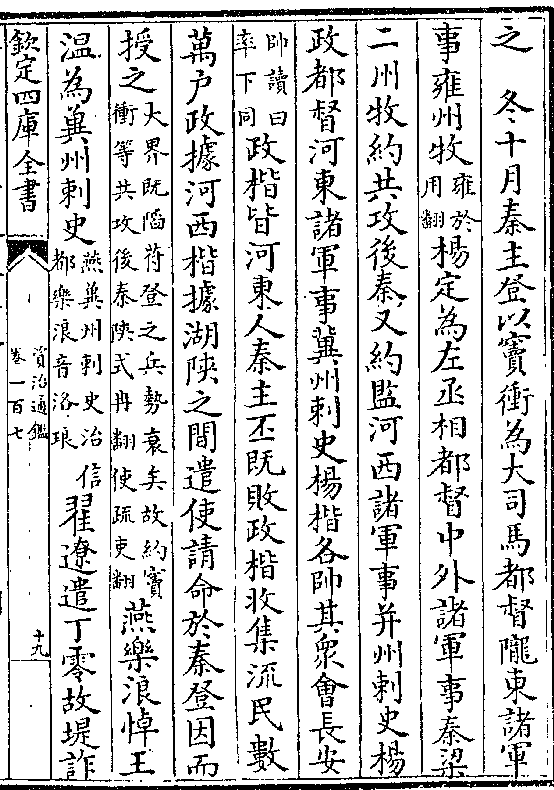 之　冬十月秦主登以竇衝為大司馬都督隴東諸軍
事雍州牧雍於用翻楊定為左丞相都督中外諸軍事秦梁
二州牧約共攻後秦又約監河西諸軍事并州刺史楊
政都督河東諸軍事冀州刺史楊楷各帥其衆會長安
帥讀曰率下同政楷皆河東人秦主丕既敗政楷收集流民數
萬户政據河西楷據湖陜之間遣使請命於秦登因而
授之大界既陷苻登之兵勢衰矣故約竇衝等共攻後秦陜式冉翻使疏吏翻燕樂浪悼王
温為冀州刺史燕冀州刺史治信都樂浪音洛琅翟遼遣丁零故堤詐
欽定四庫全書
資治通鑑
卷一百七
十九